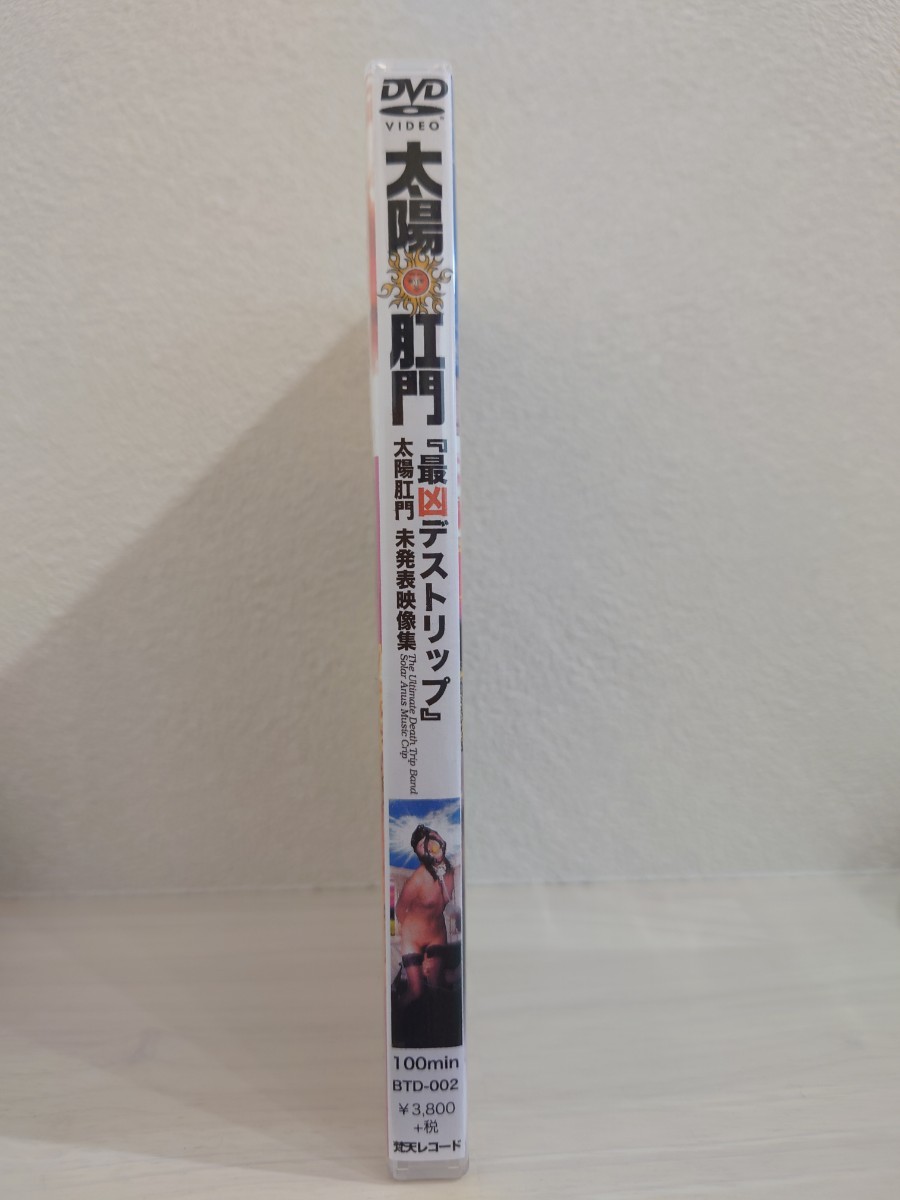 DVD
VIDEO
太陽
肛門
『最凶デストリップ』
太陽肛門 未発表映像集
The Ultimate Death Trip Band
Solar Anus Music Crip
100min
BTD-002
￥3,800
+税
梵天レコード